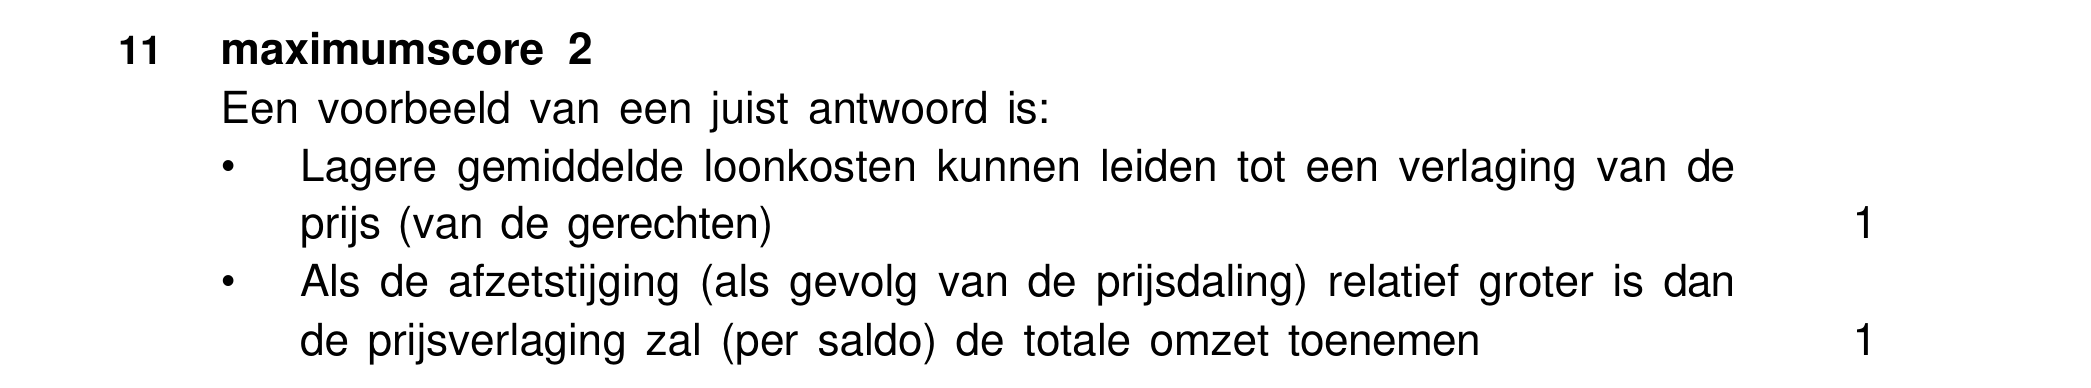 11 maximumscore 2
Een voorbeeld van een juist antwoord is:
• Lagere gemiddelde loonkosten kunnen leiden tot een verlaging van de
prijs (van de gerechten) 1
• Als de afzetstijging (als gevolg van de prijsdaling) relatief groter is dan
de prijsverlaging zal (per saldo) de totale omzet toenemen 1